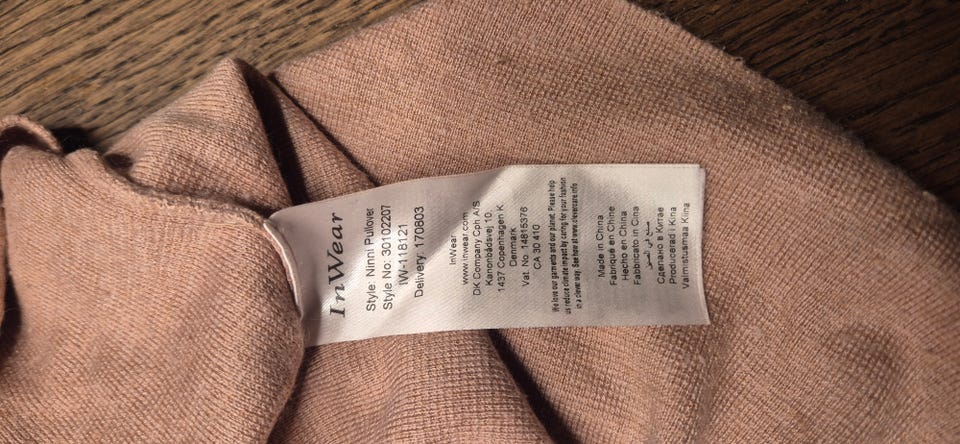 InWear
Style: Ninni Pullover
Style No: 30102207
IW-118121
Delivery: 170803
InWear
www.inwear.com
DK Company Cph A/S
Kanonbådsvej 10,
1437 Copenhagen K
Denmark
Vat. No. 14815376
CA 30 410
We love our garments and our planet. Please help
us reduce climate impact by caring for your fashion
in a clever way. See how at www.clevercare.info
Made in China
Fabriqué en Chine
Hecho en China
Fabbricato in Cina
صنع في الصين
Сделано в Китае
Producerad i Kina
Valmistusmaa Kiina